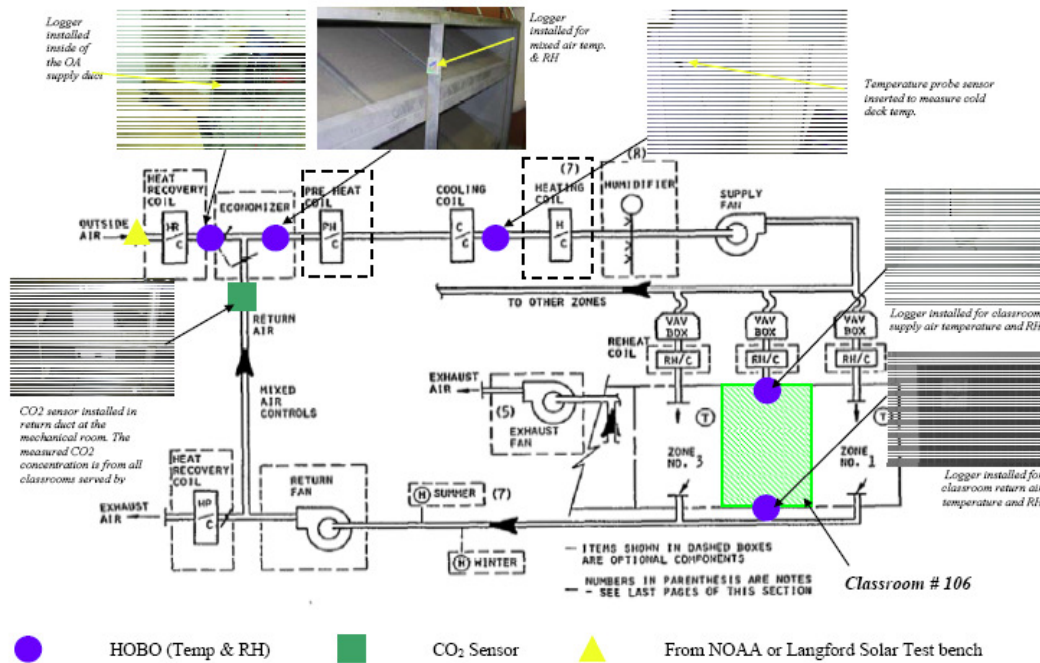 Logger
installed
inside of
the OA
supply duct
Logger
installed for
mixed air temp.
& RH
Temperature probe sensor
inserted to measure cold
deck temp.
HEAT
RECOVERY
COIL
ECONOMIZER
PRE HEAT
COIL
COOLING
COIL
(7)
HEATING
COIL
(8)
HUMIDIFIER
SUPPLY
FAN
OUTSIDE
AIR
HR
C
PH
C
C
C
H
C
TO OTHER ZONES
RETURN
AIR
VAV
BOX
VAV
BOX
VAV
BOX
REHEAT
COIL
RH/C
RH/C
RH/C
Logger installed for classroom
supply air temperature and RH
EXHAUST
AIR
(5)
EXHAUST
FAN
MIXED
AIR
CONTROLS
T
T
ZONE
NO. 3
ZONE
NO. 1
CO2 sensor installed in
return duct at the
mechanical room. The
measured CO2
concentration is from all
classrooms served by
Logger installed for
classroom return air
temperature and RH
HEAT
RECOVERY
COIL
RETURN
FAN
H SUMMER (7)
H WINTER
EXHAUST
AIR
HR
C
— ITEMS SHOWN IN DASHED BOXES
ARE OPTIONAL COMPONENTS
— NUMBERS IN PARENTHESIS ARE NOTES
- SEE LAST PAGES OF THIS SECTION
Classroom # 106
HOBO (Temp & RH)
CO2 Sensor
From NOAA or Langford Solar Test bench